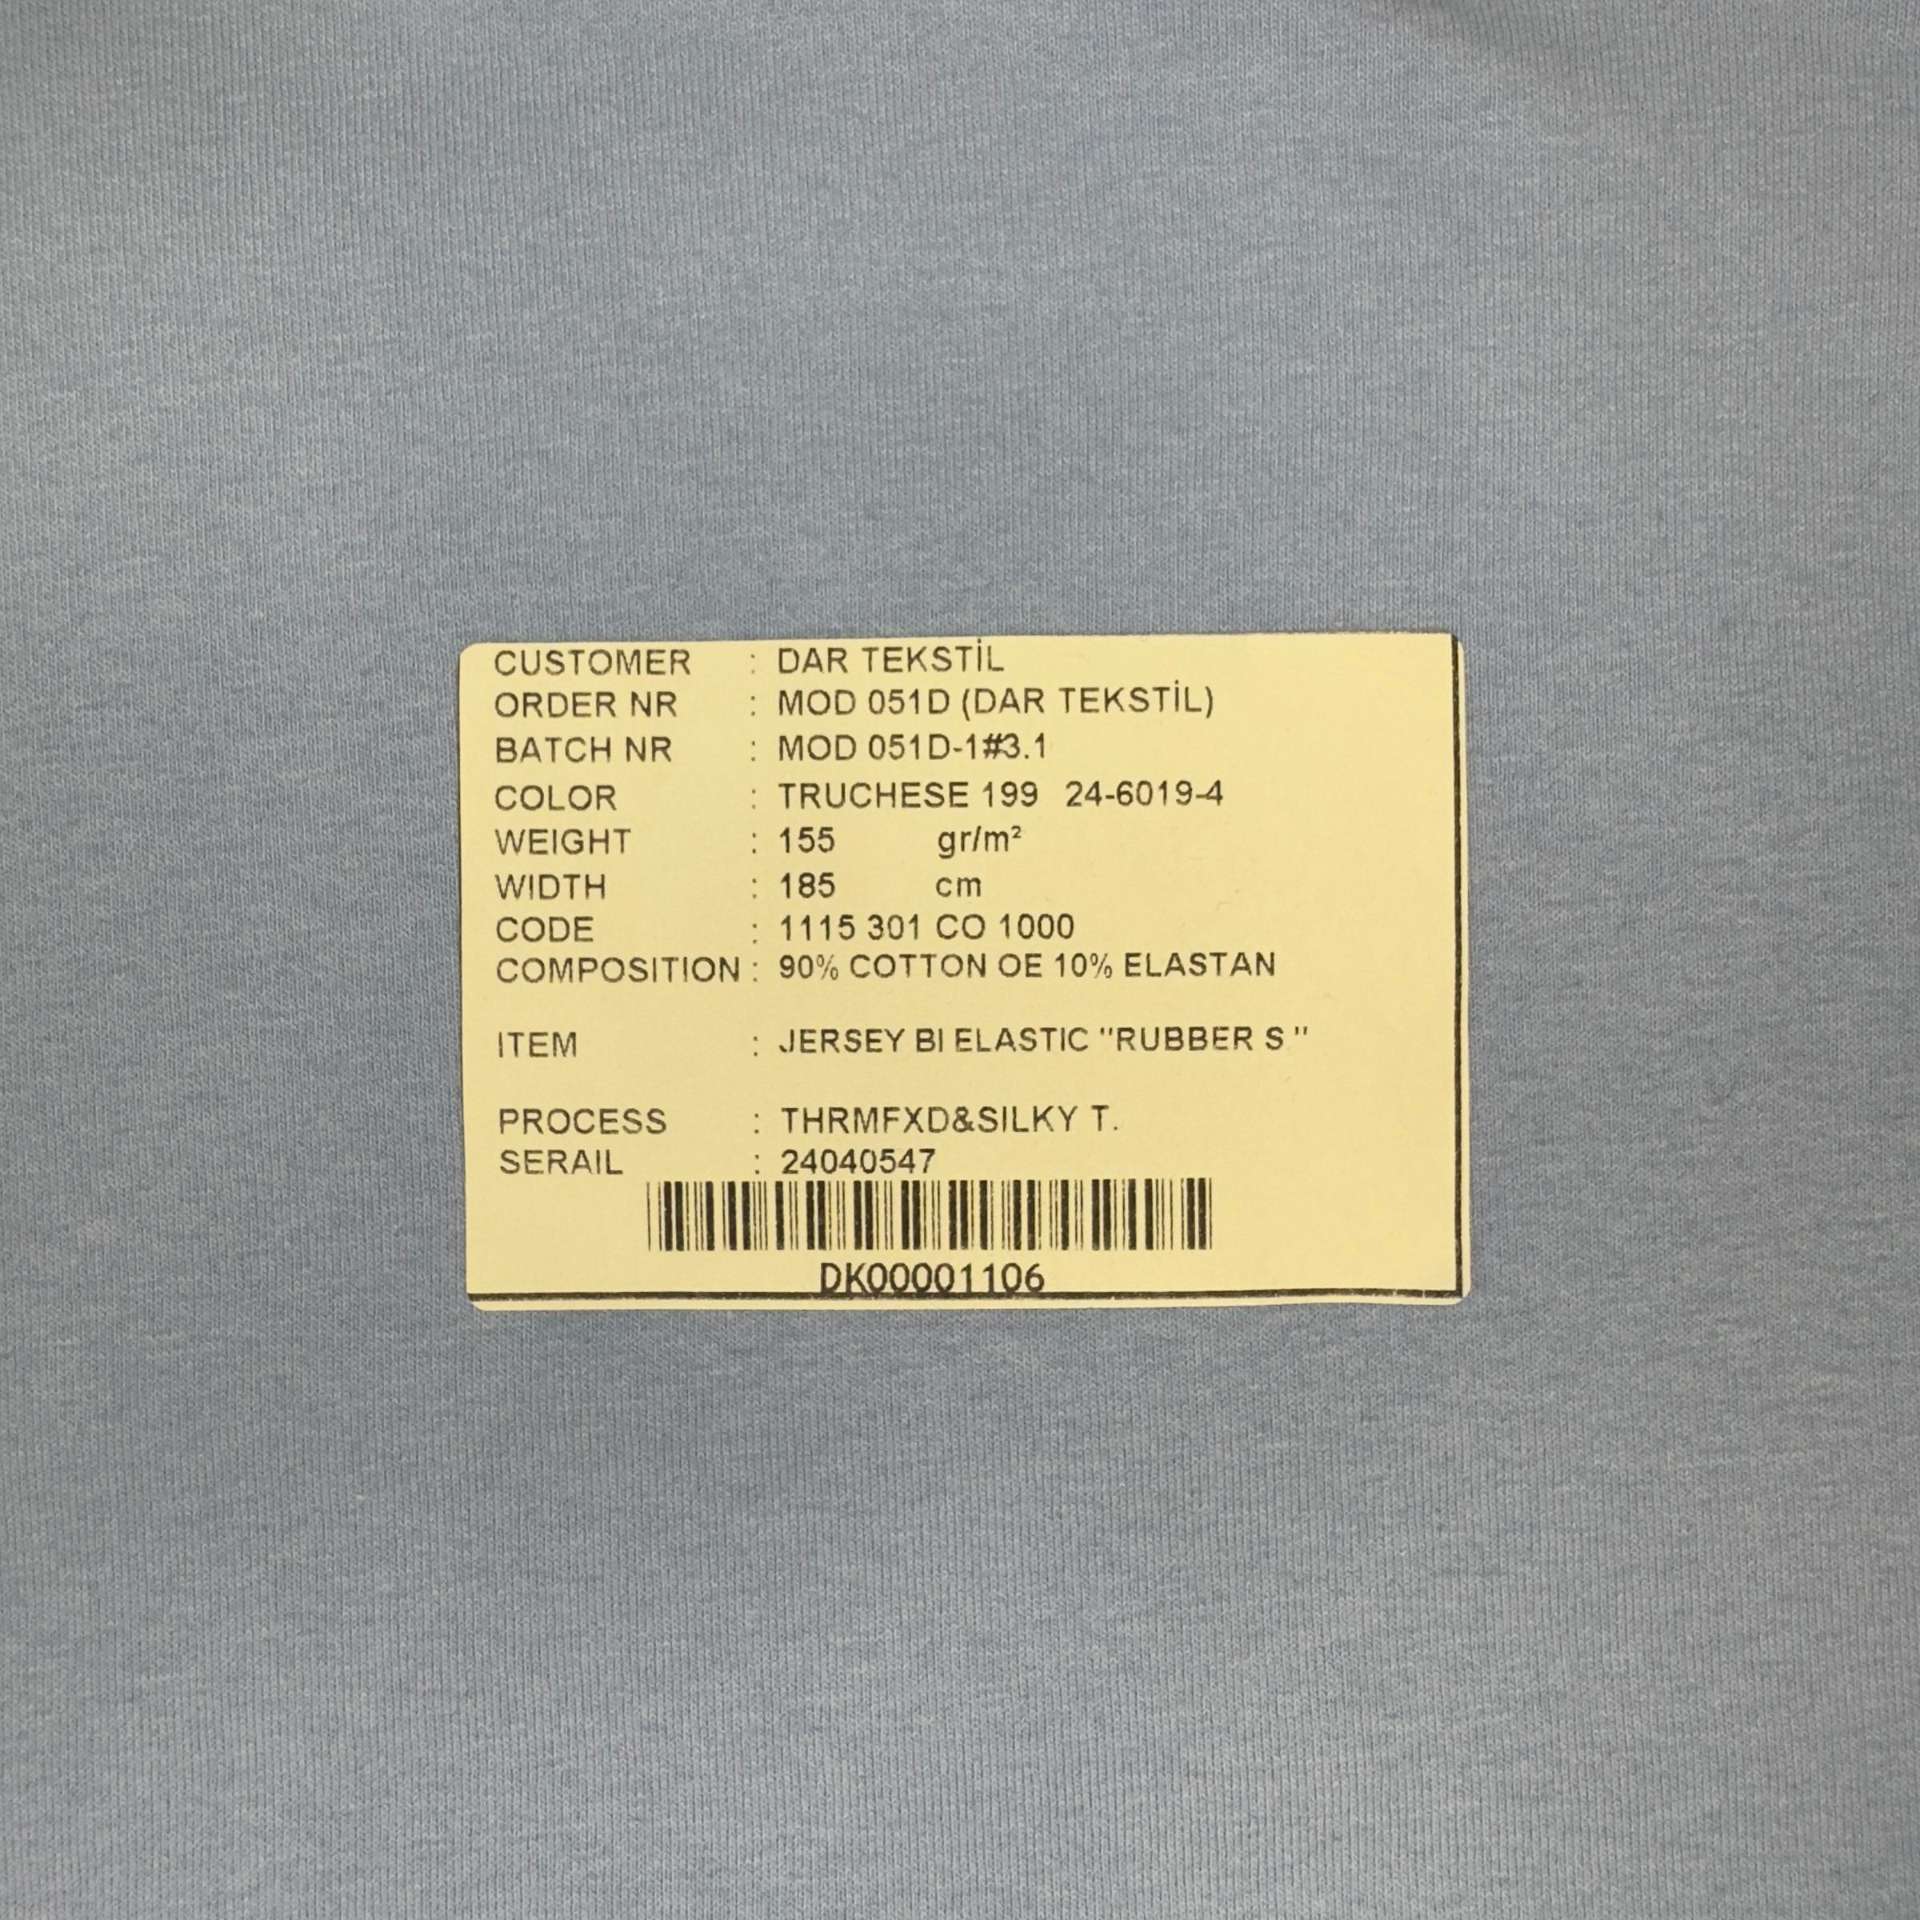 CUSTOMER : DAR TEKSTİL
ORDER NR : MOD 051D (DAR TEKSTİL)
BATCH NR : MOD 051D-1#3.1
COLOR : TRUCHESE 199 24-6019-4
WEIGHT : 155 gr/m²
WIDTH : 185 cm
CODE : 1115 301 CO 1000
COMPOSITION : 90% COTTON OE 10% ELASTAN
ITEM : JERSEY BI ELASTIC "RUBBER S "
PROCESS : THRMFXD&SILKY T.
SERAIL : 24040547
DK00001106